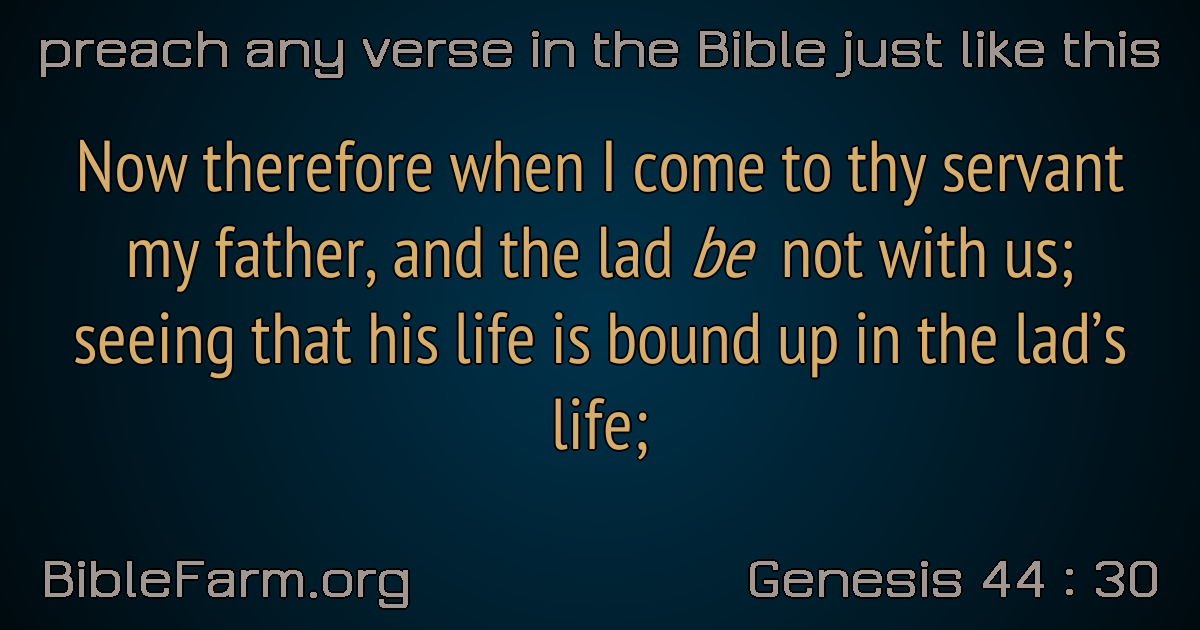 preach any verse in the Bible just like this
Now therefore when I come to thy servant
my father, and the lad be not with us;
seeing that his life is bound up in the lad’s
life;
BibleFarm.org
Genesis 44 : 30